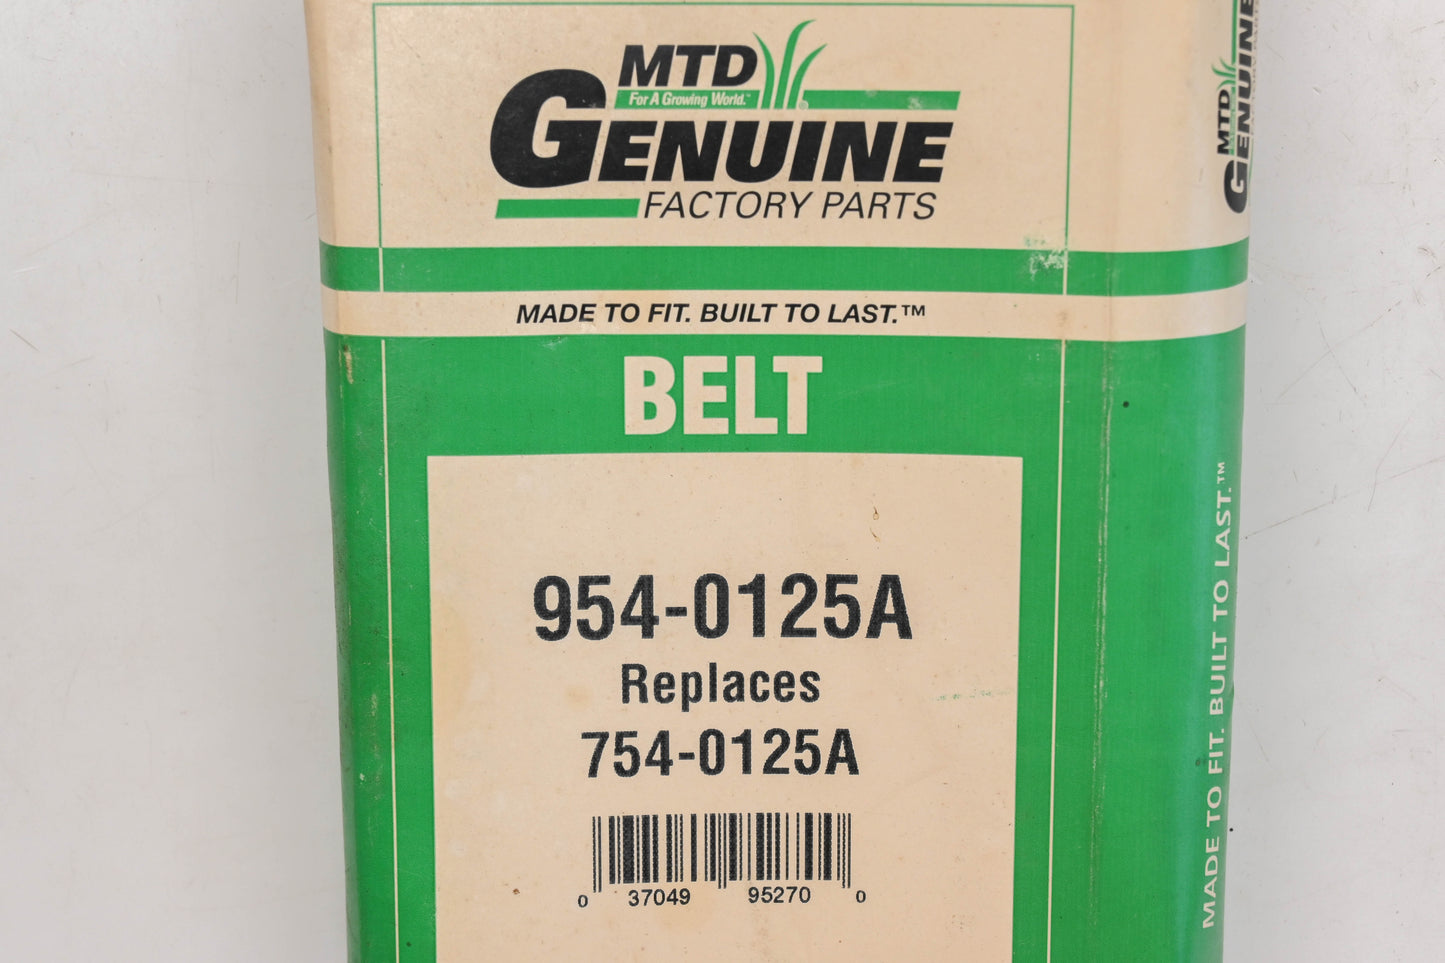 MTD
For A Growing World.™
GENUINE
FACTORY PARTS
MADE TO FIT. BUILT TO LAST.™
BELT
954-0125A
Replaces
754-0125A
0 37049 95270 0
MTD
GENUINE
MADE TO FIT. BUILT TO LAST.™